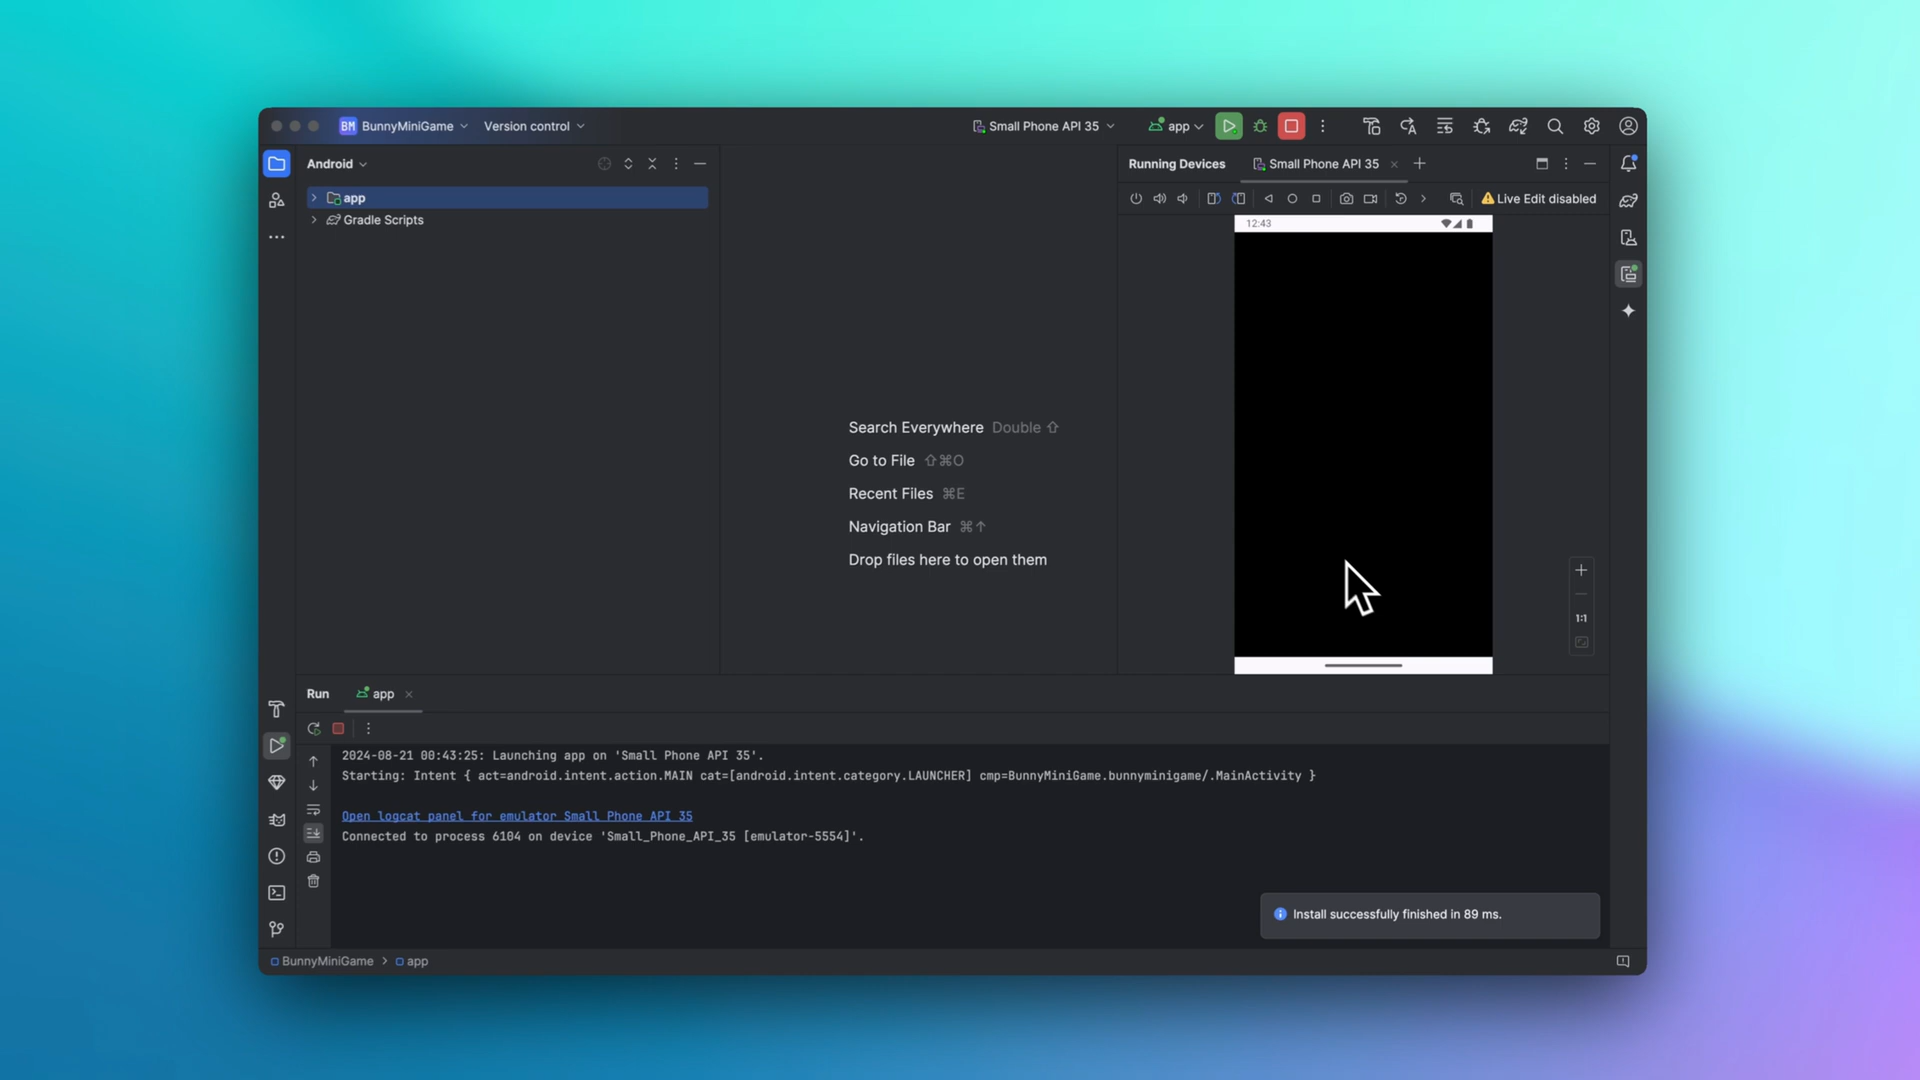 BM BunnyMiniGame Version control Small Phone API 35 app
Android
Running Devices Small Phone API 35
app
Live Edit disabled
Gradle Scripts
12:43
Search Everywhere Double ⇧
Go to File ⇧⌘O
Recent Files ⌘E
Navigation Bar ⌘↑
Drop files here to open them
1:1
Run app
2024-08-21 00:43:25: Launching app on 'Small Phone API 35'.
Starting: Intent { act=android.intent.action.MAIN cat=[android.intent.category.LAUNCHER] cmp=BunnyMiniGame.bunnyminigame/.MainActivity }
Open logcat panel for emulator Small Phone API 35
Connected to process 6104 on device 'Small_Phone_API_35 [emulator-5554]'.
Install successfully finished in 89 ms.
BunnyMiniGame > app